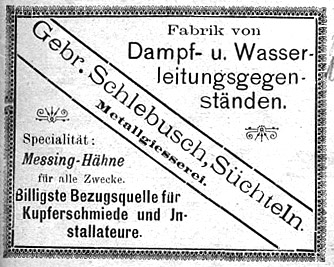 Fabrik von
Dampf- u. Wasser-
leitungsgegen-
ständen.
Gebr. Schlebusch, Süchteln.
Metallgiesserei.
Specialität:
Messing-Hähne
für alle Zwecke.
Billigste Bezugsquelle für
Kupferschmiede und Jn-
stallateure.